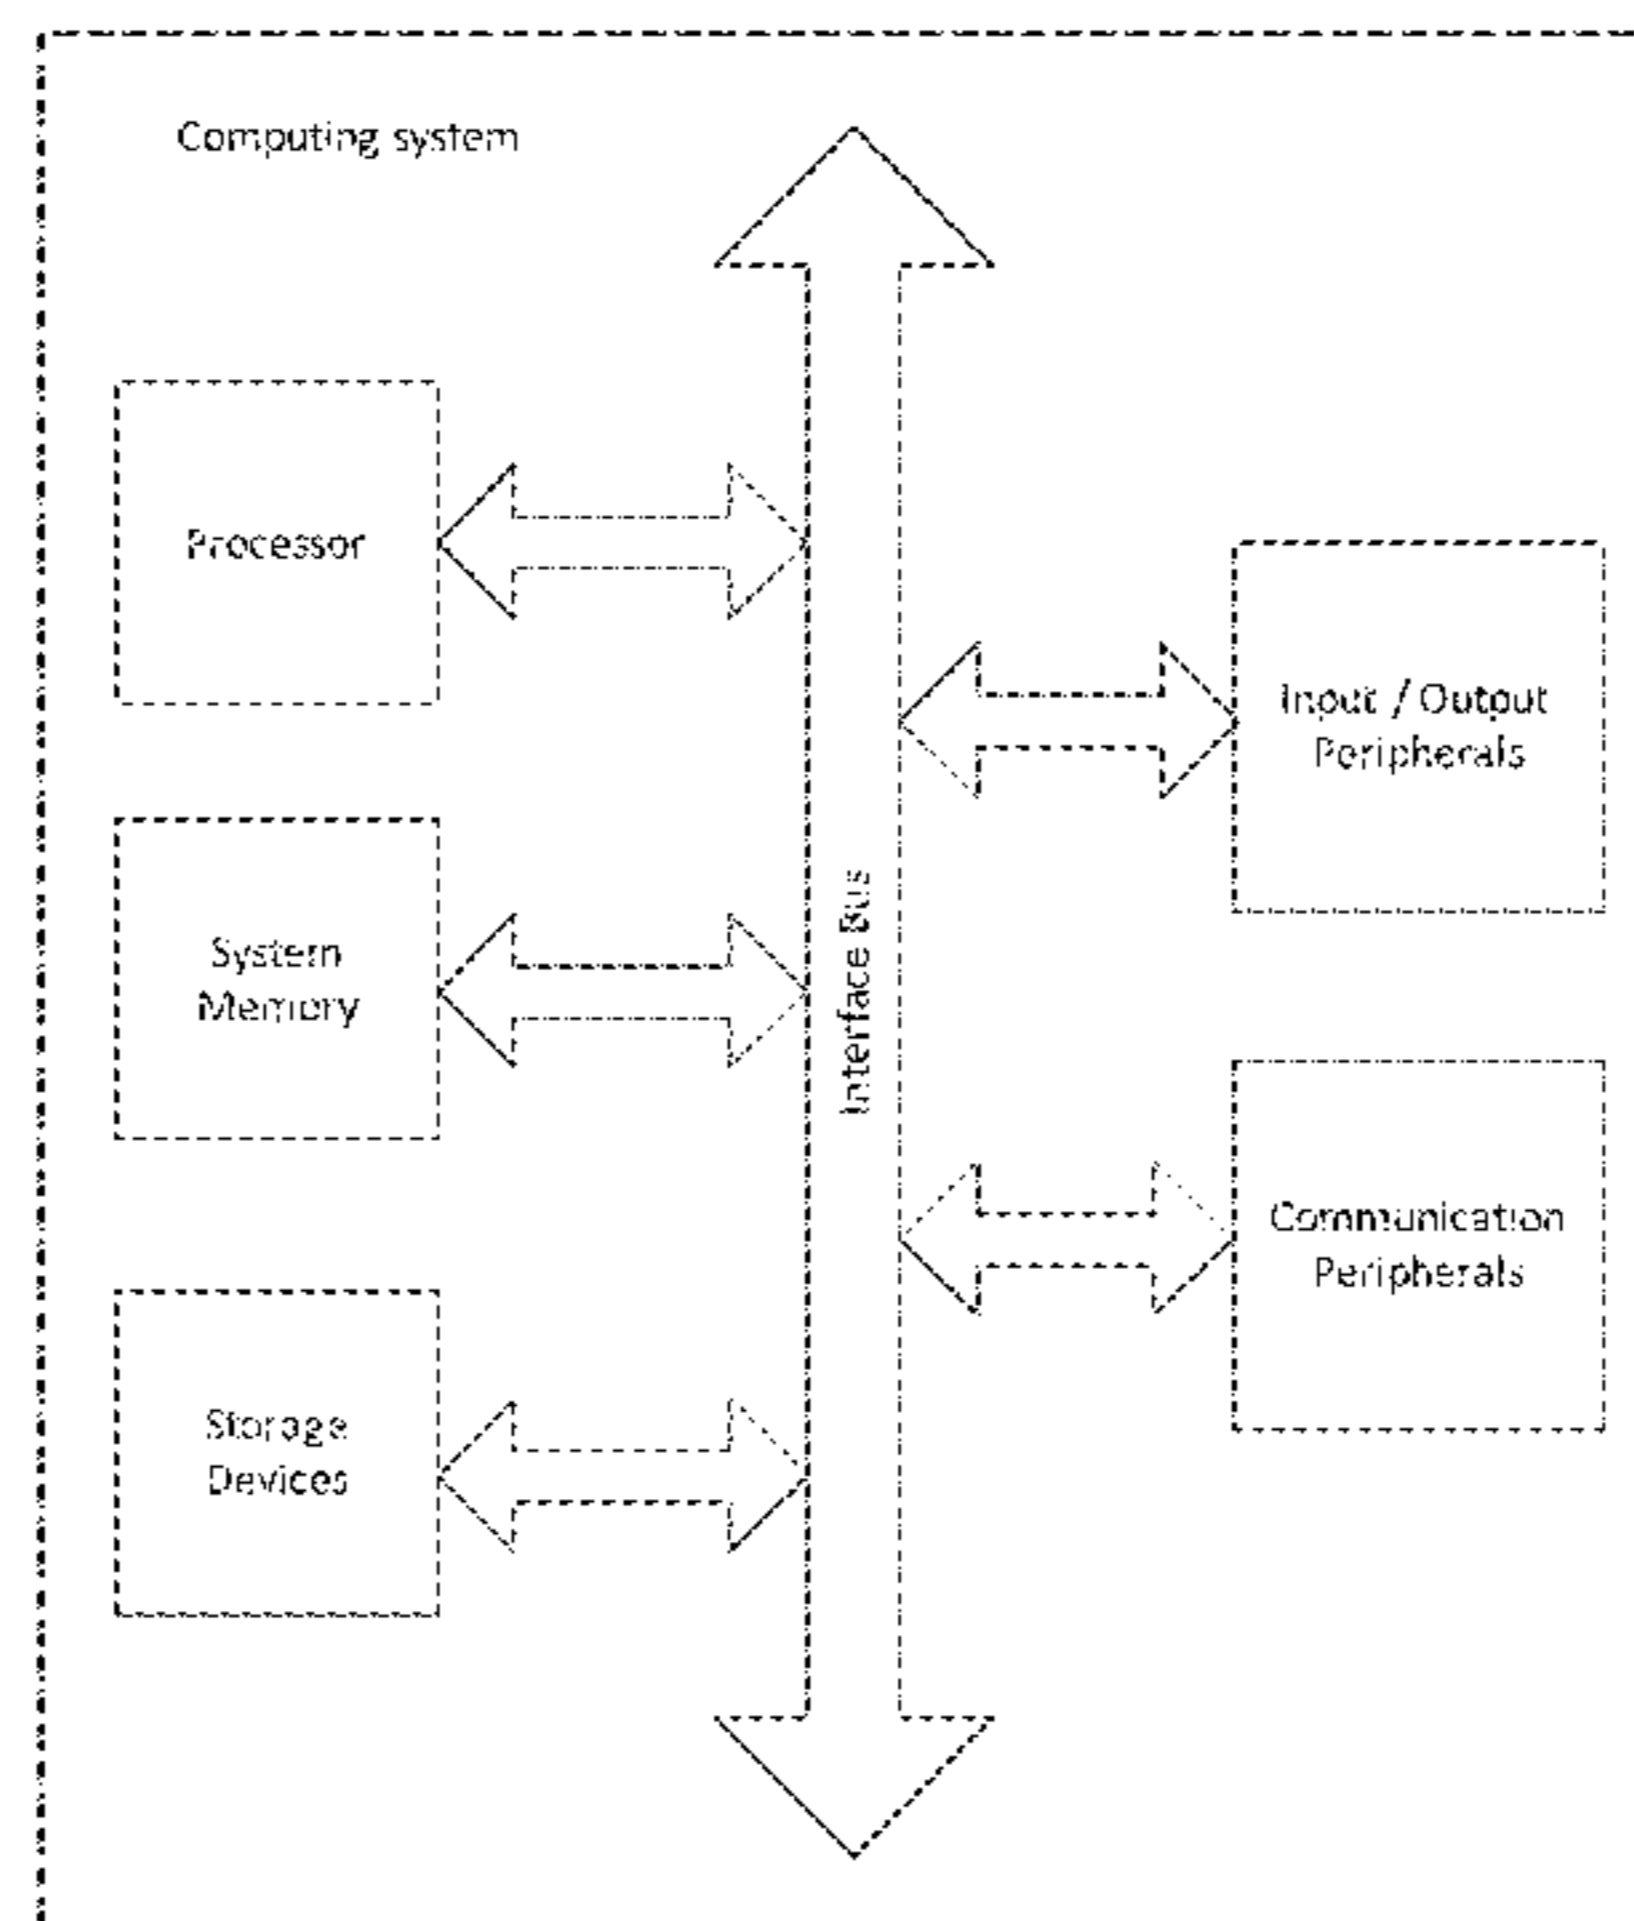 Computing system
Processor
Input / Output
Peripherals
System
Memory
Interface Bus
Communication
Peripherals
Storage
Devices